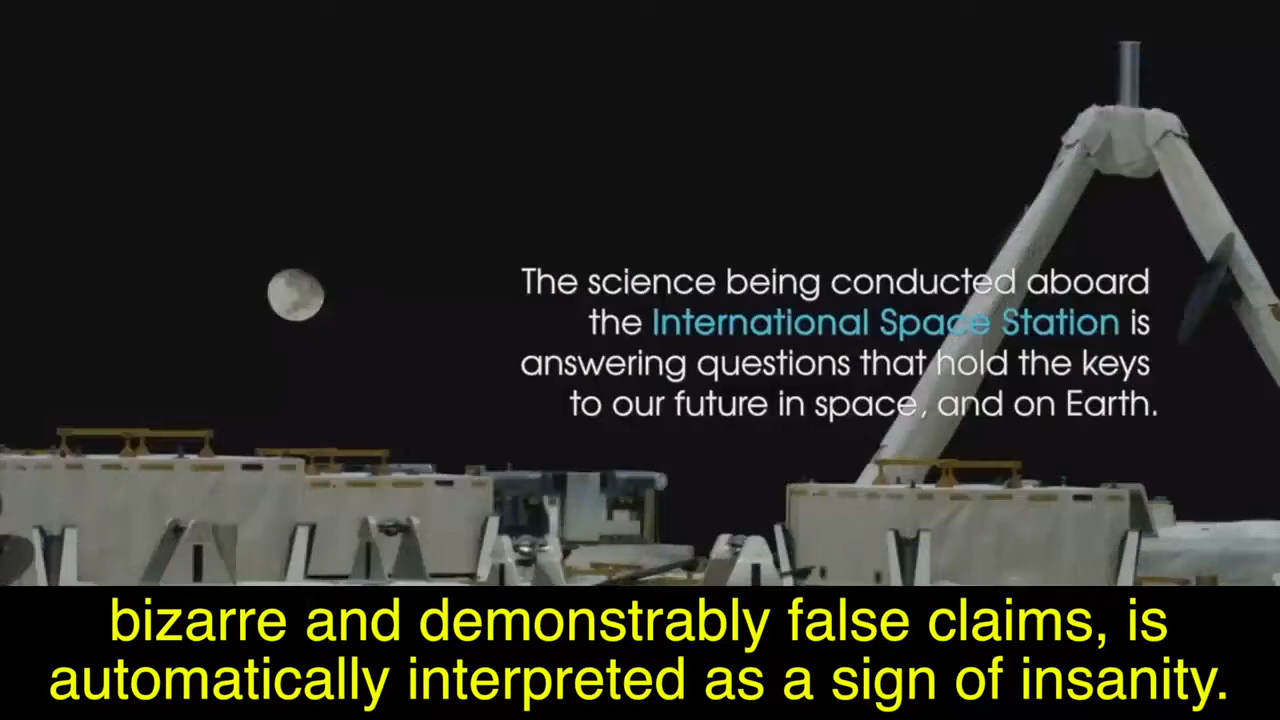 The science being conducted aboard
the International Space Station is
answering questions that hold the keys
to our future in space, and on Earth.
bizarre and demonstrably false claims, is
automatically interpreted as a sign of insanity.